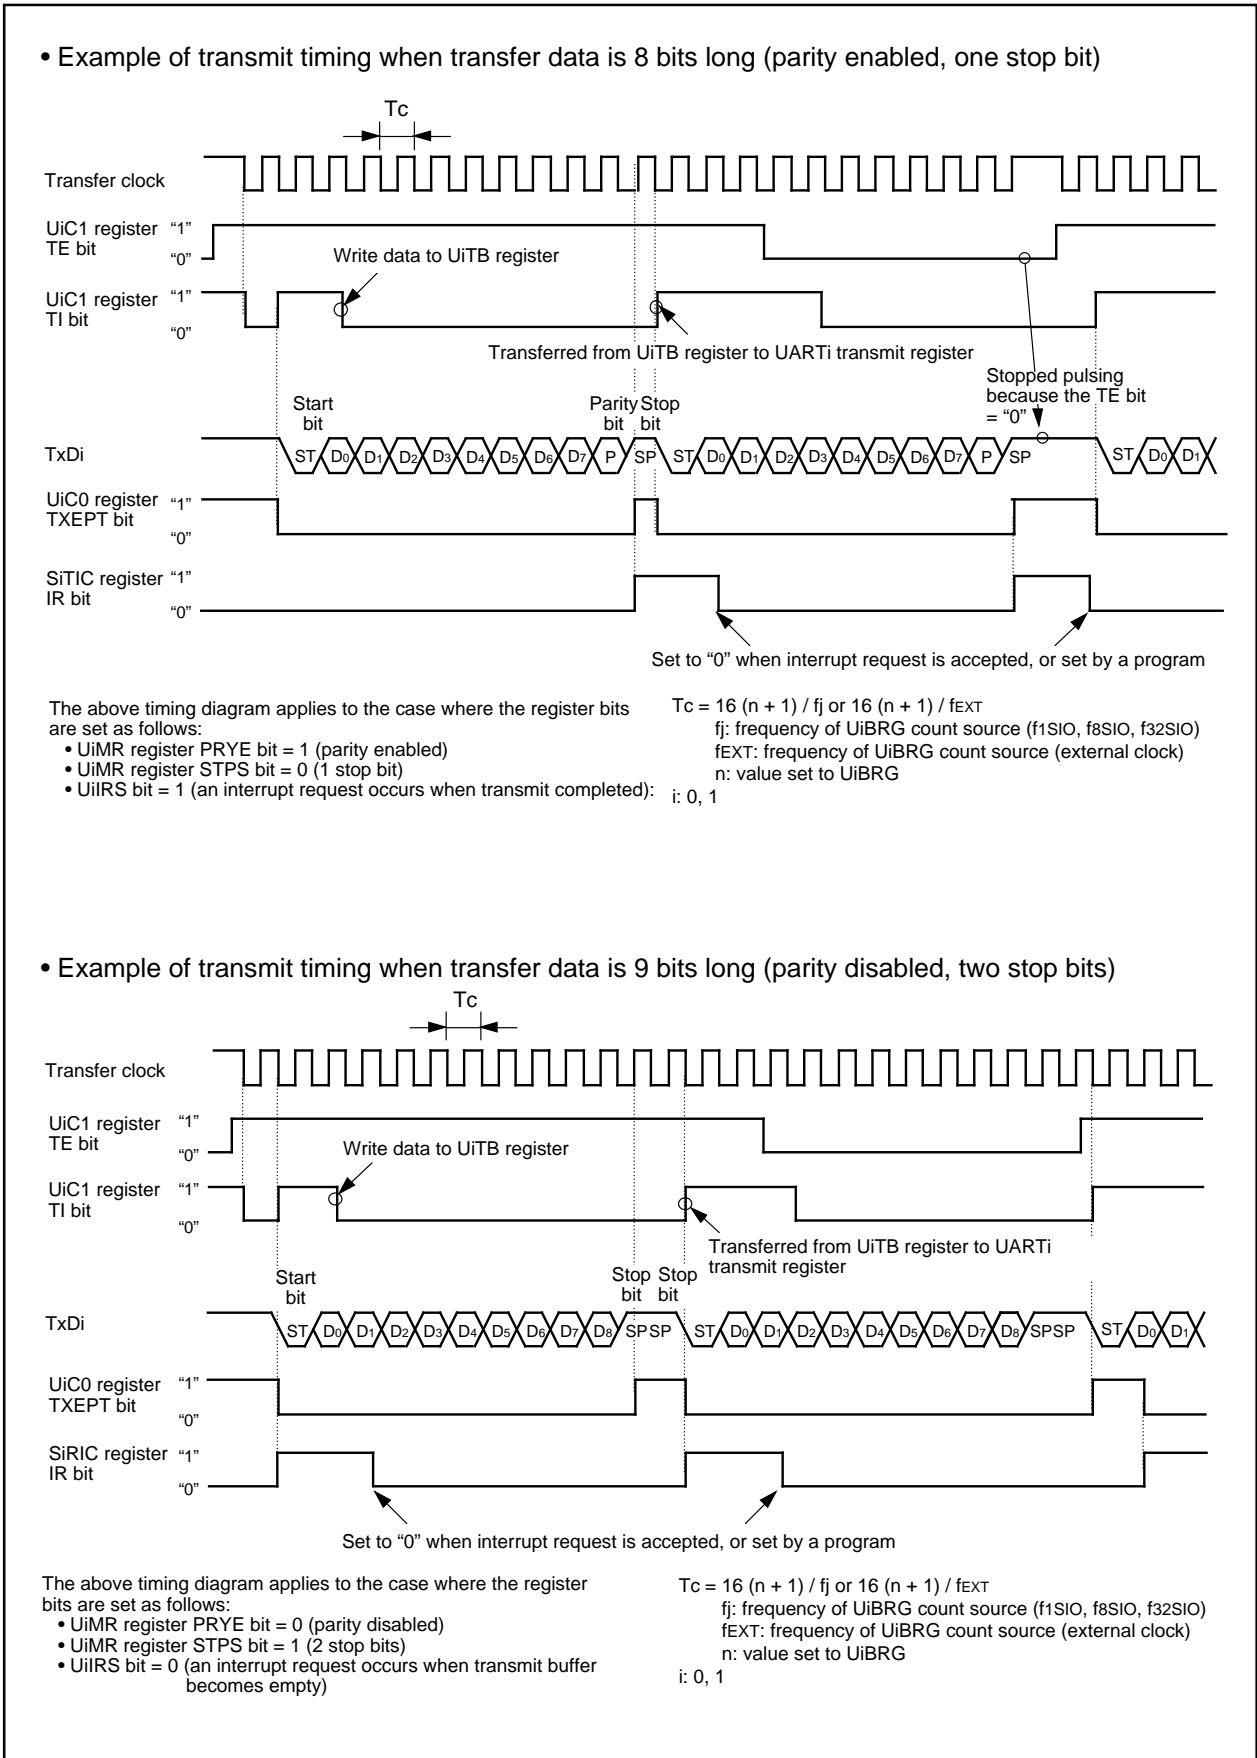 • Example of transmit timing when transfer data is 8 bits long (parity enabled, one stop bit)
Tc
Transfer clock
UiC1 register “1”
TE bit
“0”
Write data to UiTB register
UiC1 register “1”
TI bit
“0”
Transferred from UiTB register to UARTi transmit register
Stopped pulsing
because the TE bit
= “0”
Start
bit
Parity
bit
Stop
bit
TxDi
ST D0 D1 D2 D3 D4 D5 D6 D7 P SP ST D0 D1 D2 D3 D4 D5 D6 D7 P SP ST D0 D1
UiC0 register “1”
TXEPT bit
“0”
SiTIC register “1”
IR bit
“0”
Set to “0” when interrupt request is accepted, or set by a program
The above timing diagram applies to the case where the register bits
are set as follows:
• UiMR register PRYE bit = 1 (parity enabled)
• UiMR register STPS bit = 0 (1 stop bit)
• UiIRS bit = 1 (an interrupt request occurs when transmit completed):
Tc = 16 (n + 1) / fj or 16 (n + 1) / fEXT
fj: frequency of UiBRG count source (f1SIO, f8SIO, f32SIO)
fEXT: frequency of UiBRG count source (external clock)
n: value set to UiBRG
i: 0, 1
• Example of transmit timing when transfer data is 9 bits long (parity disabled, two stop bits)
Tc
Transfer clock
UiC1 register “1”
TE bit
“0”
Write data to UiTB register
UiC1 register “1”
TI bit
“0”
Transferred from UiTB register to UARTi
transmit register
Start
bit
Stop
bit
Stop
bit
TxDi
ST D0 D1 D2 D3 D4 D5 D6 D7 D8 SPSP ST D0 D1 D2 D3 D4 D5 D6 D7 D8 SPSP ST D0 D1
UiC0 register “1”
TXEPT bit
“0”
SiRIC register “1”
IR bit
“0”
Set to “0” when interrupt request is accepted, or set by a program
The above timing diagram applies to the case where the register
bits are set as follows:
• UiMR register PRYE bit = 0 (parity disabled)
• UiMR register STPS bit = 1 (2 stop bits)
• UiIRS bit = 0 (an interrupt request occurs when transmit buffer
becomes empty)
Tc = 16 (n + 1) / fj or 16 (n + 1) / fEXT
fj: frequency of UiBRG count source (f1SIO, f8SIO, f32SIO)
fEXT: frequency of UiBRG count source (external clock)
n: value set to UiBRG
i: 0, 1